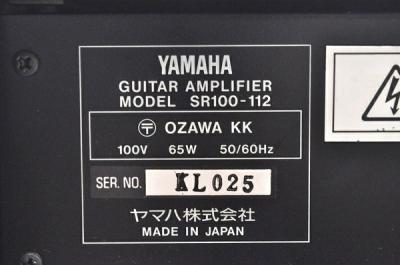 YAMAHA
GUITAR AMPLIFIER
MODEL SR100-112
〶 OZAWA KK
100V 65W 50/60Hz
SER. NO. KL025
ヤマハ株式会社
MADE IN JAPAN